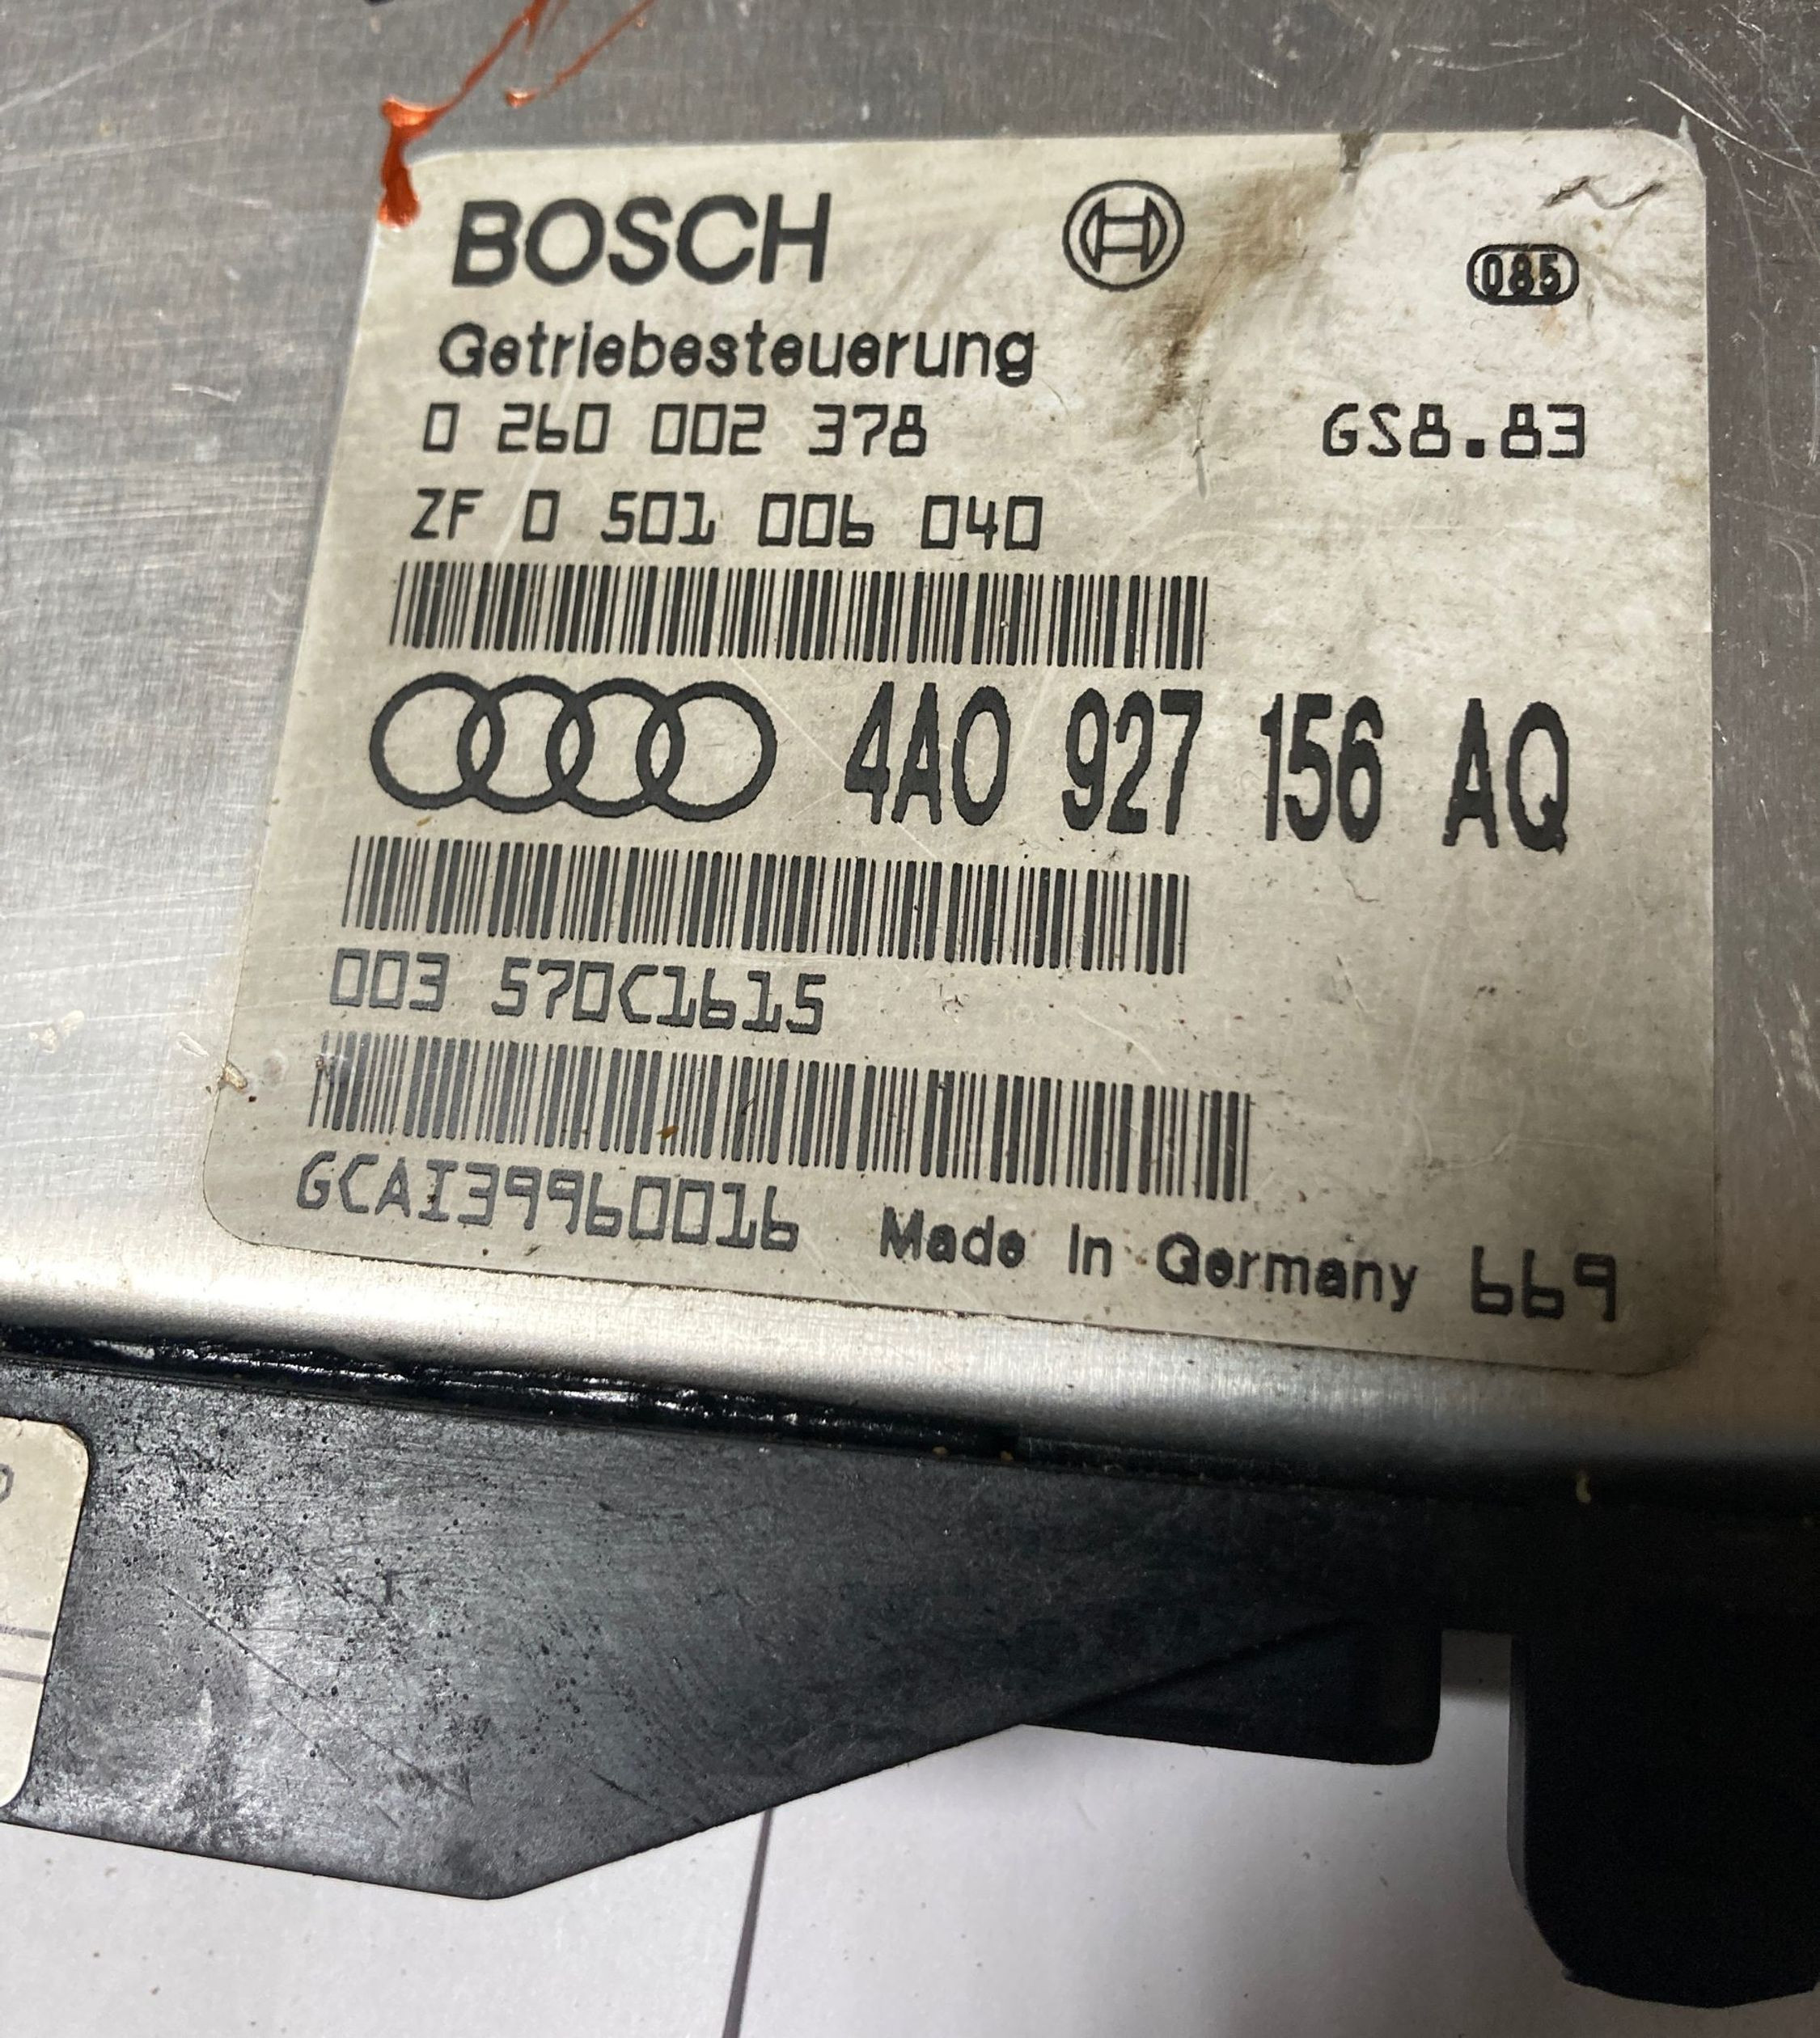 BOSCH
085
Getriebesteuerung
0 260 002 378 GS8.83
ZF 0 501 006 040
4A0 927 156 AQ
003 570C1615
GCAI39960016 Made in Germany 669